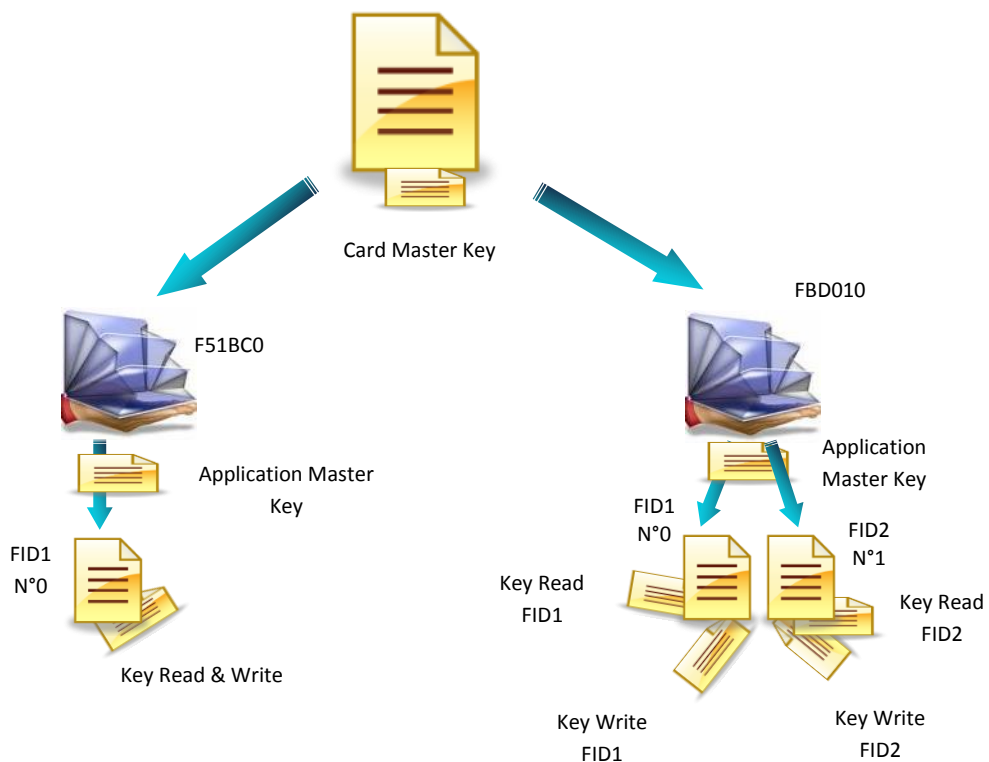 Card Master Key
F51BC0
FBD010
Application Master
Key
Application
Master Key
FID1
N°0
FID1
N°0
FID2
N°1
Key Read & Write
Key Read
FID1
Key Read
FID2
Key Write
FID1
Key Write
FID2